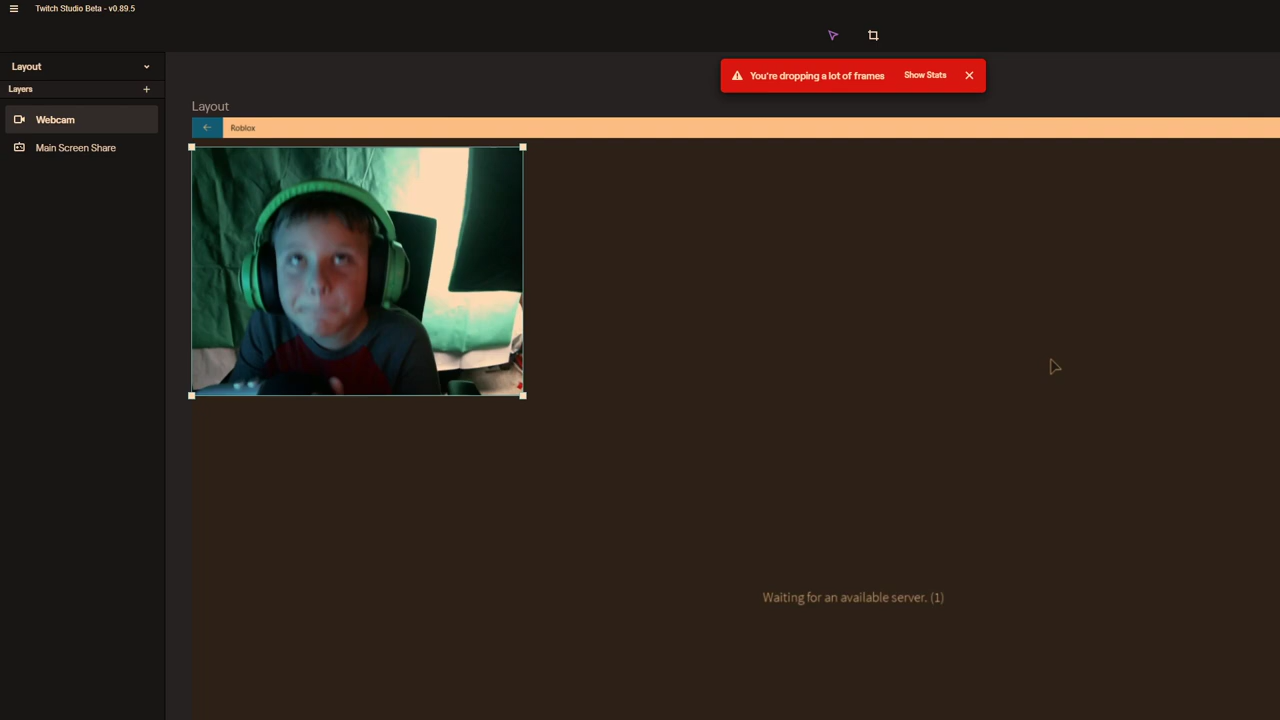 Twitch Studio Beta - v0.89.5
Layout
Layers
Webcam
Main Screen Share
You're dropping a lot of frames
Show Stats
Layout
Roblox
Waiting for an available server. (1)